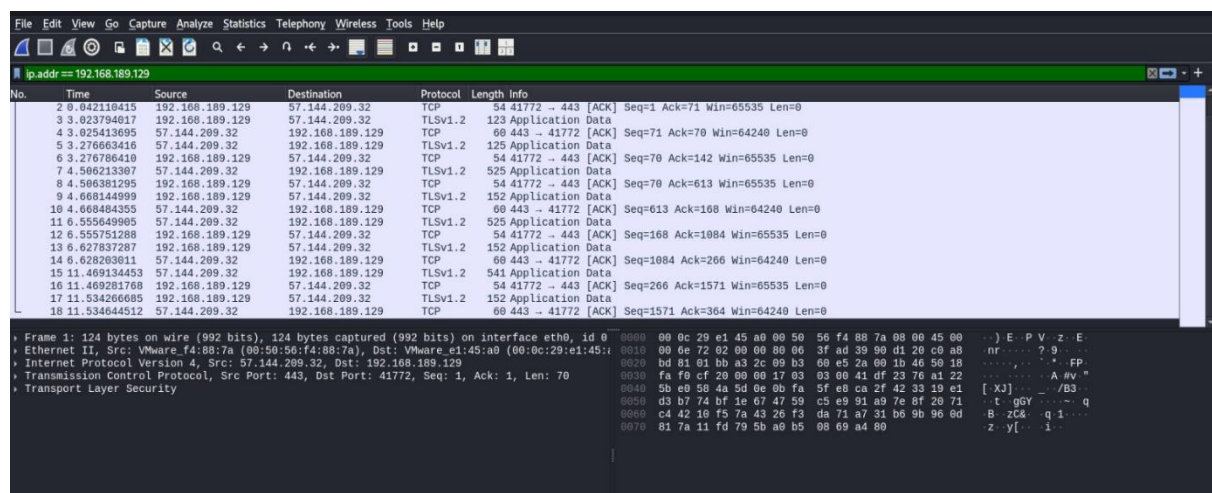 File Edit View Go Capture Analyze Statistics Telephony Wireless Tools Help
ip.addr == 192.168.189.129
No. Time Source Destination Protocol Length Info
2 0.042110415 192.168.189.129 57.144.209.32 TCP 54 41772 → 443 [ACK] Seq=1 Ack=71 Win=65535 Len=0
3 3.023794017 192.168.189.129 57.144.209.32 TLSv1.2 123 Application Data
4 3.025413695 57.144.209.32 192.168.189.129 TCP 60 443 → 41772 [ACK] Seq=71 Ack=70 Win=64240 Len=0
5 3.276663416 57.144.209.32 192.168.189.129 TLSv1.2 125 Application Data
6 3.276786410 192.168.189.129 57.144.209.32 TCP 54 41772 → 443 [ACK] Seq=70 Ack=142 Win=65535 Len=0
7 4.506213307 57.144.209.32 192.168.189.129 TLSv1.2 525 Application Data
8 4.506381295 192.168.189.129 57.144.209.32 TCP 54 41772 → 443 [ACK] Seq=70 Ack=613 Win=65535 Len=0
9 4.668144999 192.168.189.129 57.144.209.32 TLSv1.2 152 Application Data
10 4.668484355 57.144.209.32 192.168.189.129 TCP 60 443 → 41772 [ACK] Seq=613 Ack=168 Win=64240 Len=0
11 6.555649905 57.144.209.32 192.168.189.129 TLSv1.2 525 Application Data
12 6.555751288 192.168.189.129 57.144.209.32 TCP 54 41772 → 443 [ACK] Seq=168 Ack=1084 Win=65535 Len=0
13 6.627837287 192.168.189.129 57.144.209.32 TLSv1.2 152 Application Data
14 6.628203011 57.144.209.32 192.168.189.129 TCP 60 443 → 41772 [ACK] Seq=1084 Ack=266 Win=64240 Len=0
15 11.469134453 57.144.209.32 192.168.189.129 TLSv1.2 541 Application Data
16 11.469281768 192.168.189.129 57.144.209.32 TCP 54 41772 → 443 [ACK] Seq=266 Ack=1571 Win=65535 Len=0
17 11.534266685 192.168.189.129 57.144.209.32 TLSv1.2 152 Application Data
18 11.534644512 57.144.209.32 192.168.189.129 TCP 60 443 → 41772 [ACK] Seq=1571 Ack=364 Win=64240 Len=0
Frame 1: 124 bytes on wire (992 bits), 124 bytes captured (992 bits) on interface eth0, id 0
Ethernet II, Src: VMware_f4:88:7a (00:50:56:f4:88:7a), Dst: VMware_e1:45:a0 (00:0c:29:e1:45:
Internet Protocol Version 4, Src: 57.144.209.32, Dst: 192.168.189.129
Transmission Control Protocol, Src Port: 443, Dst Port: 41772, Seq: 1, Ack: 1, Len: 70
Transport Layer Security
0000 00 0c 29 e1 45 a0 00 50 56 f4 88 7a 08 00 45 00 ··)·E··P V··z··E·
0010 00 6e 72 02 00 00 80 06 3f ad 39 90 d1 20 c0 a8 ·nr····· ?·9·· ··
0020 bd 81 01 bb a3 2c 09 b3 60 e5 2a 00 1b 46 50 18 ·····,·· `·*··FP·
0030 fa f0 cf 20 00 00 17 03 03 00 41 df 23 76 a1 22 ··· ···· ··A·#v·"
0040 5b e0 58 4a 5d 0e 0b fa 5f e8 ca 2f 42 33 19 e1 [·XJ]··· _··/B3··
0050 d3 b7 74 bf 1e 67 47 59 c5 e9 91 a9 7e 8f 20 71 ··t··gGY ····~· q
0060 c4 42 10 f5 7a 43 26 f3 da 71 a7 31 b6 9b 96 0d ·B··zC&· ·q·1····
0070 81 7a 11 fd 79 5b a0 b5 08 69 a4 80 ·z··y[·· ·i··